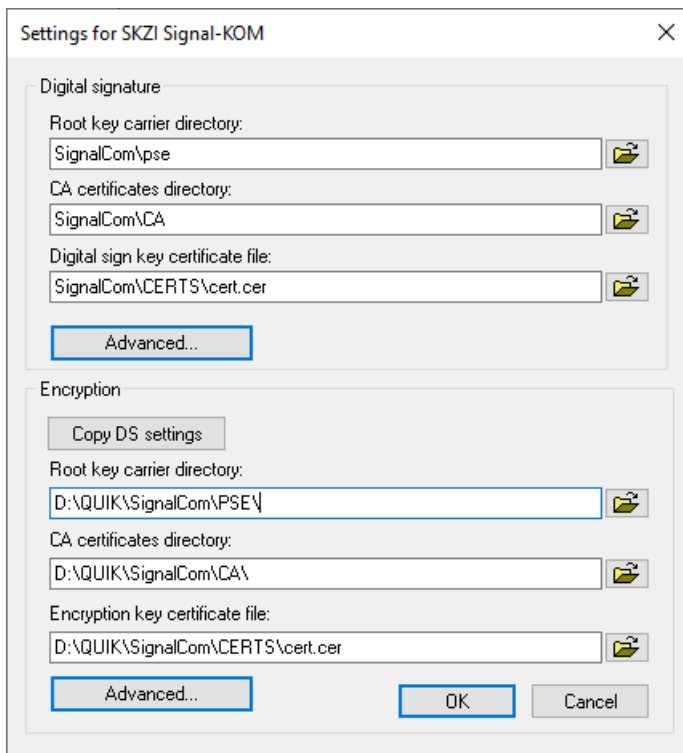 Settings for SKZI Signal-KOM
Digital signature
Root key carrier directory:
SignalCom\pse
CA certificates directory:
SignalCom\CA
Digital sign key certificate file:
SignalCom\CERTS\cert.cer
Advanced...
Encryption
Copy DS settings
Root key carrier directory:
D:\QUIK\SignalCom\PSE\
CA certificates directory:
D:\QUIK\SignalCom\CA\
Encryption key certificate file:
D:\QUIK\SignalCom\CERTS\cert.cer
Advanced...
OK
Cancel